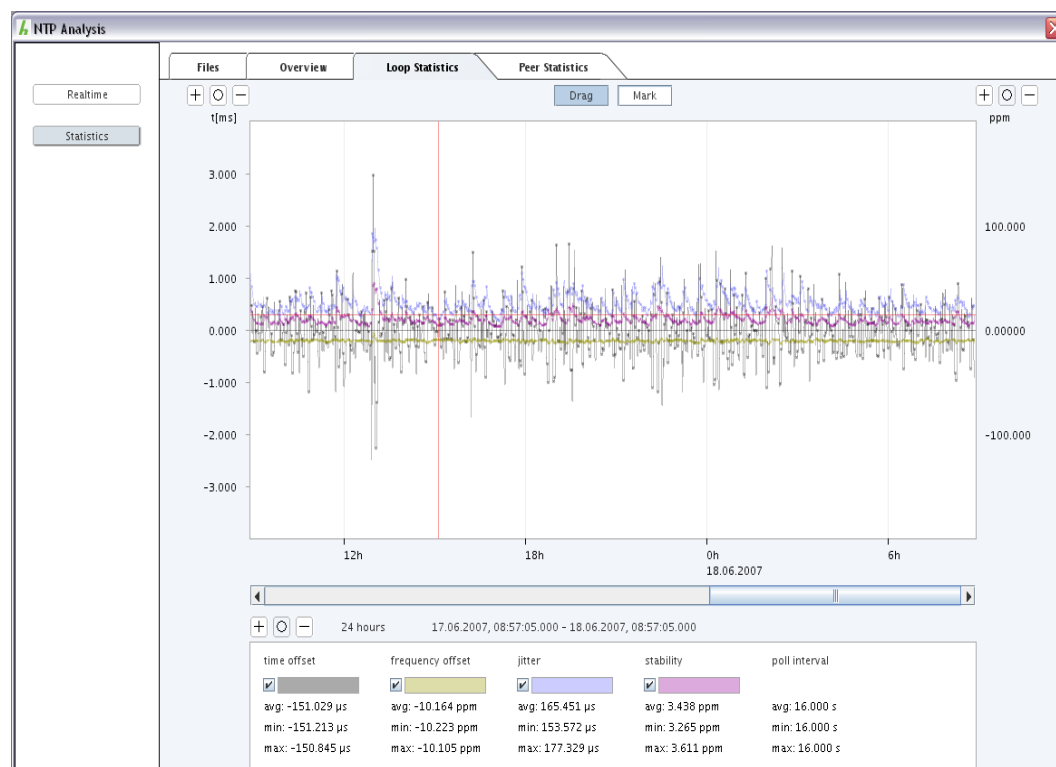 NTP Analysis
Files Overview Loop Statistics Peer Statistics
Realtime
Statistics
Drag Mark
t[ms] ppm
3.000
2.000 100.000
1.000
0.000 0.00000
-1.000
-2.000 -100.000
-3.000
12h 18h 0h 6h
18.06.2007
24 hours 17.06.2007, 08:57:05.000 - 18.06.2007, 08:57:05.000
time offset frequency offset jitter stability poll interval
avg: -151.029 µs avg: -10.164 ppm avg: 165.451 µs avg: 3.438 ppm avg: 16.000 s
min: -151.213 µs min: -10.223 ppm min: 153.572 µs min: 3.265 ppm min: 16.000 s
max: -150.845 µs max: -10.105 ppm max: 177.329 µs max: 3.611 ppm max: 16.000 s